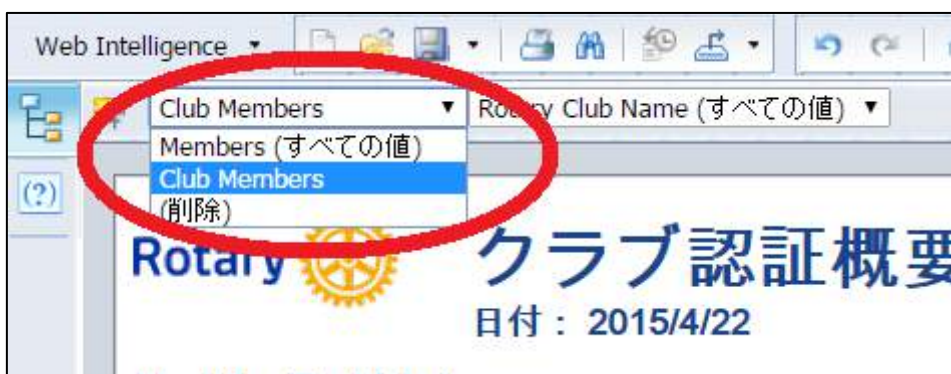 Web Intelligence
Club Members Rotary Club Name (すべての値)
Members (すべての値)
Club Members
(削除)
(?)
Rotary クラブ認証概要
日付： 2015/4/22